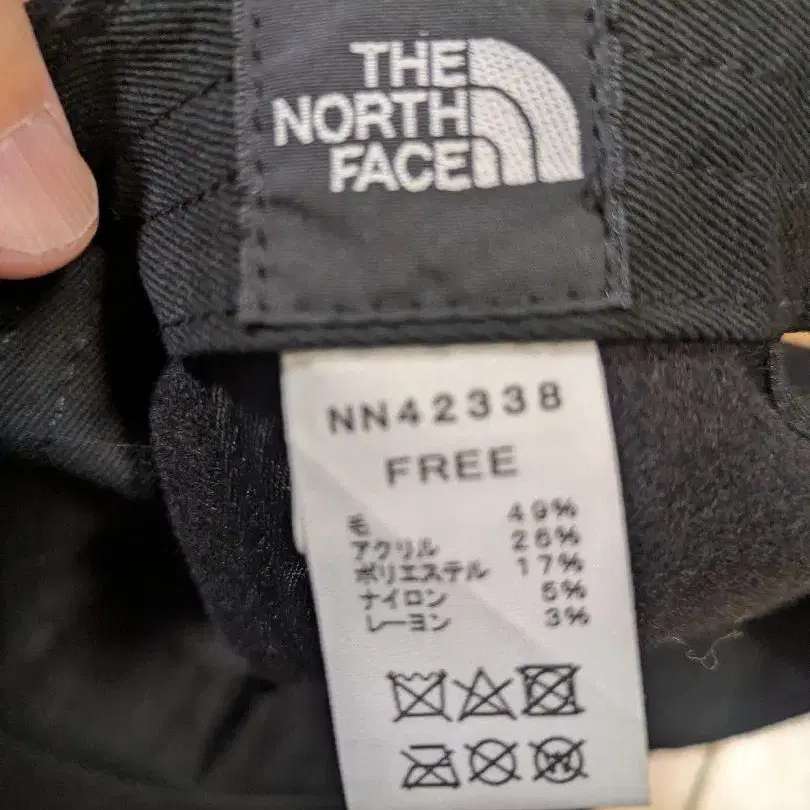 THE
NORTH
FACE
NN42338
FREE
毛 49%
アクリル 26%
ポリエステル 17%
ナイロン 5%
レーヨン 3%